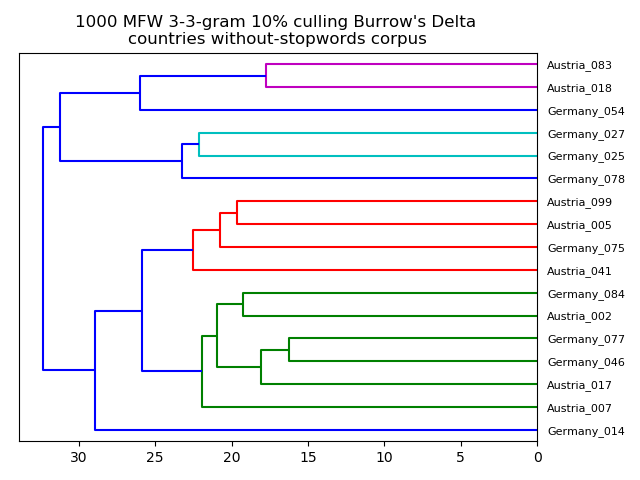 1000 MFW 3-3-gram 10% culling Burrow's Delta
countries without-stopwords corpus
Austria_083
Austria_018
Germany_054
Germany_027
Germany_025
Germany_078
Austria_099
Austria_005
Germany_075
Austria_041
Germany_084
Austria_002
Germany_077
Germany_046
Austria_017
Austria_007
Germany_014
30 25 20 15 10 5 0